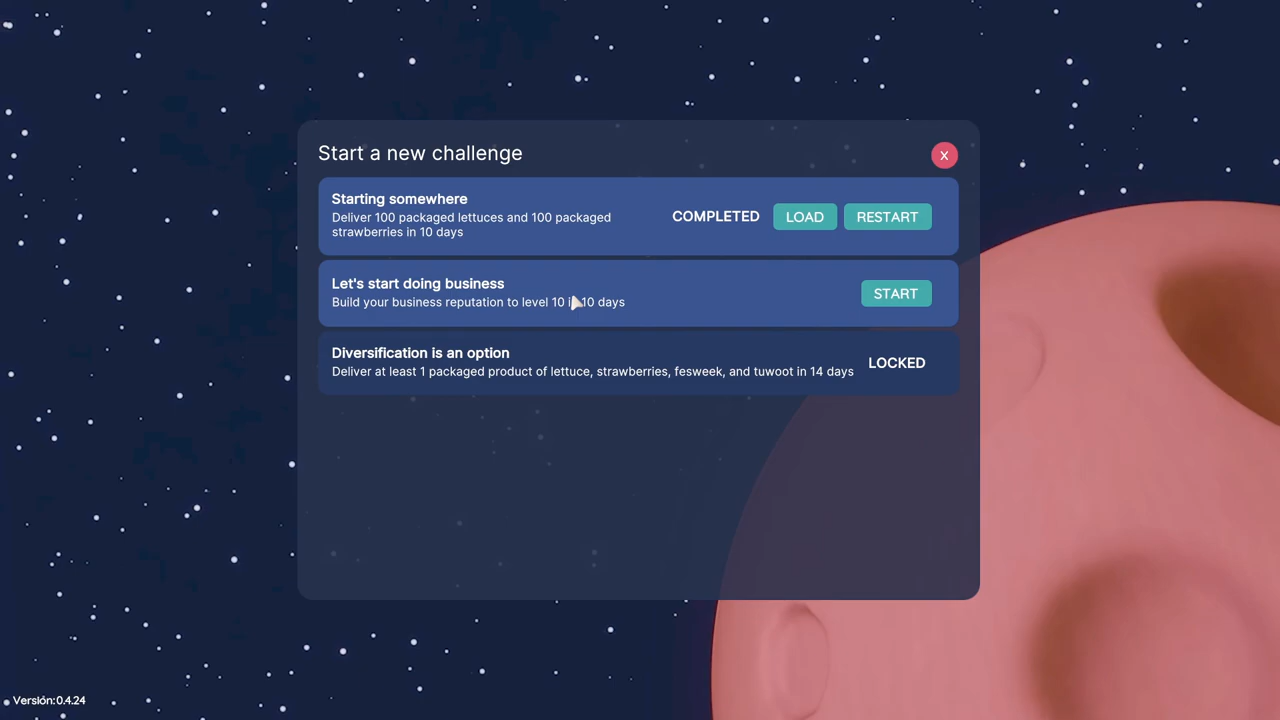 Start a new challenge
X
Starting somewhere
Deliver 100 packaged lettuces and 100 packaged
strawberries in 10 days
COMPLETED
LOAD
RESTART
Let's start doing business
Build your business reputation to level 10 in 10 days
START
Diversification is an option
Deliver at least 1 packaged product of lettuce, strawberries, fesweek, and tuwoot in 14 days
LOCKED
Versión:0.4.24